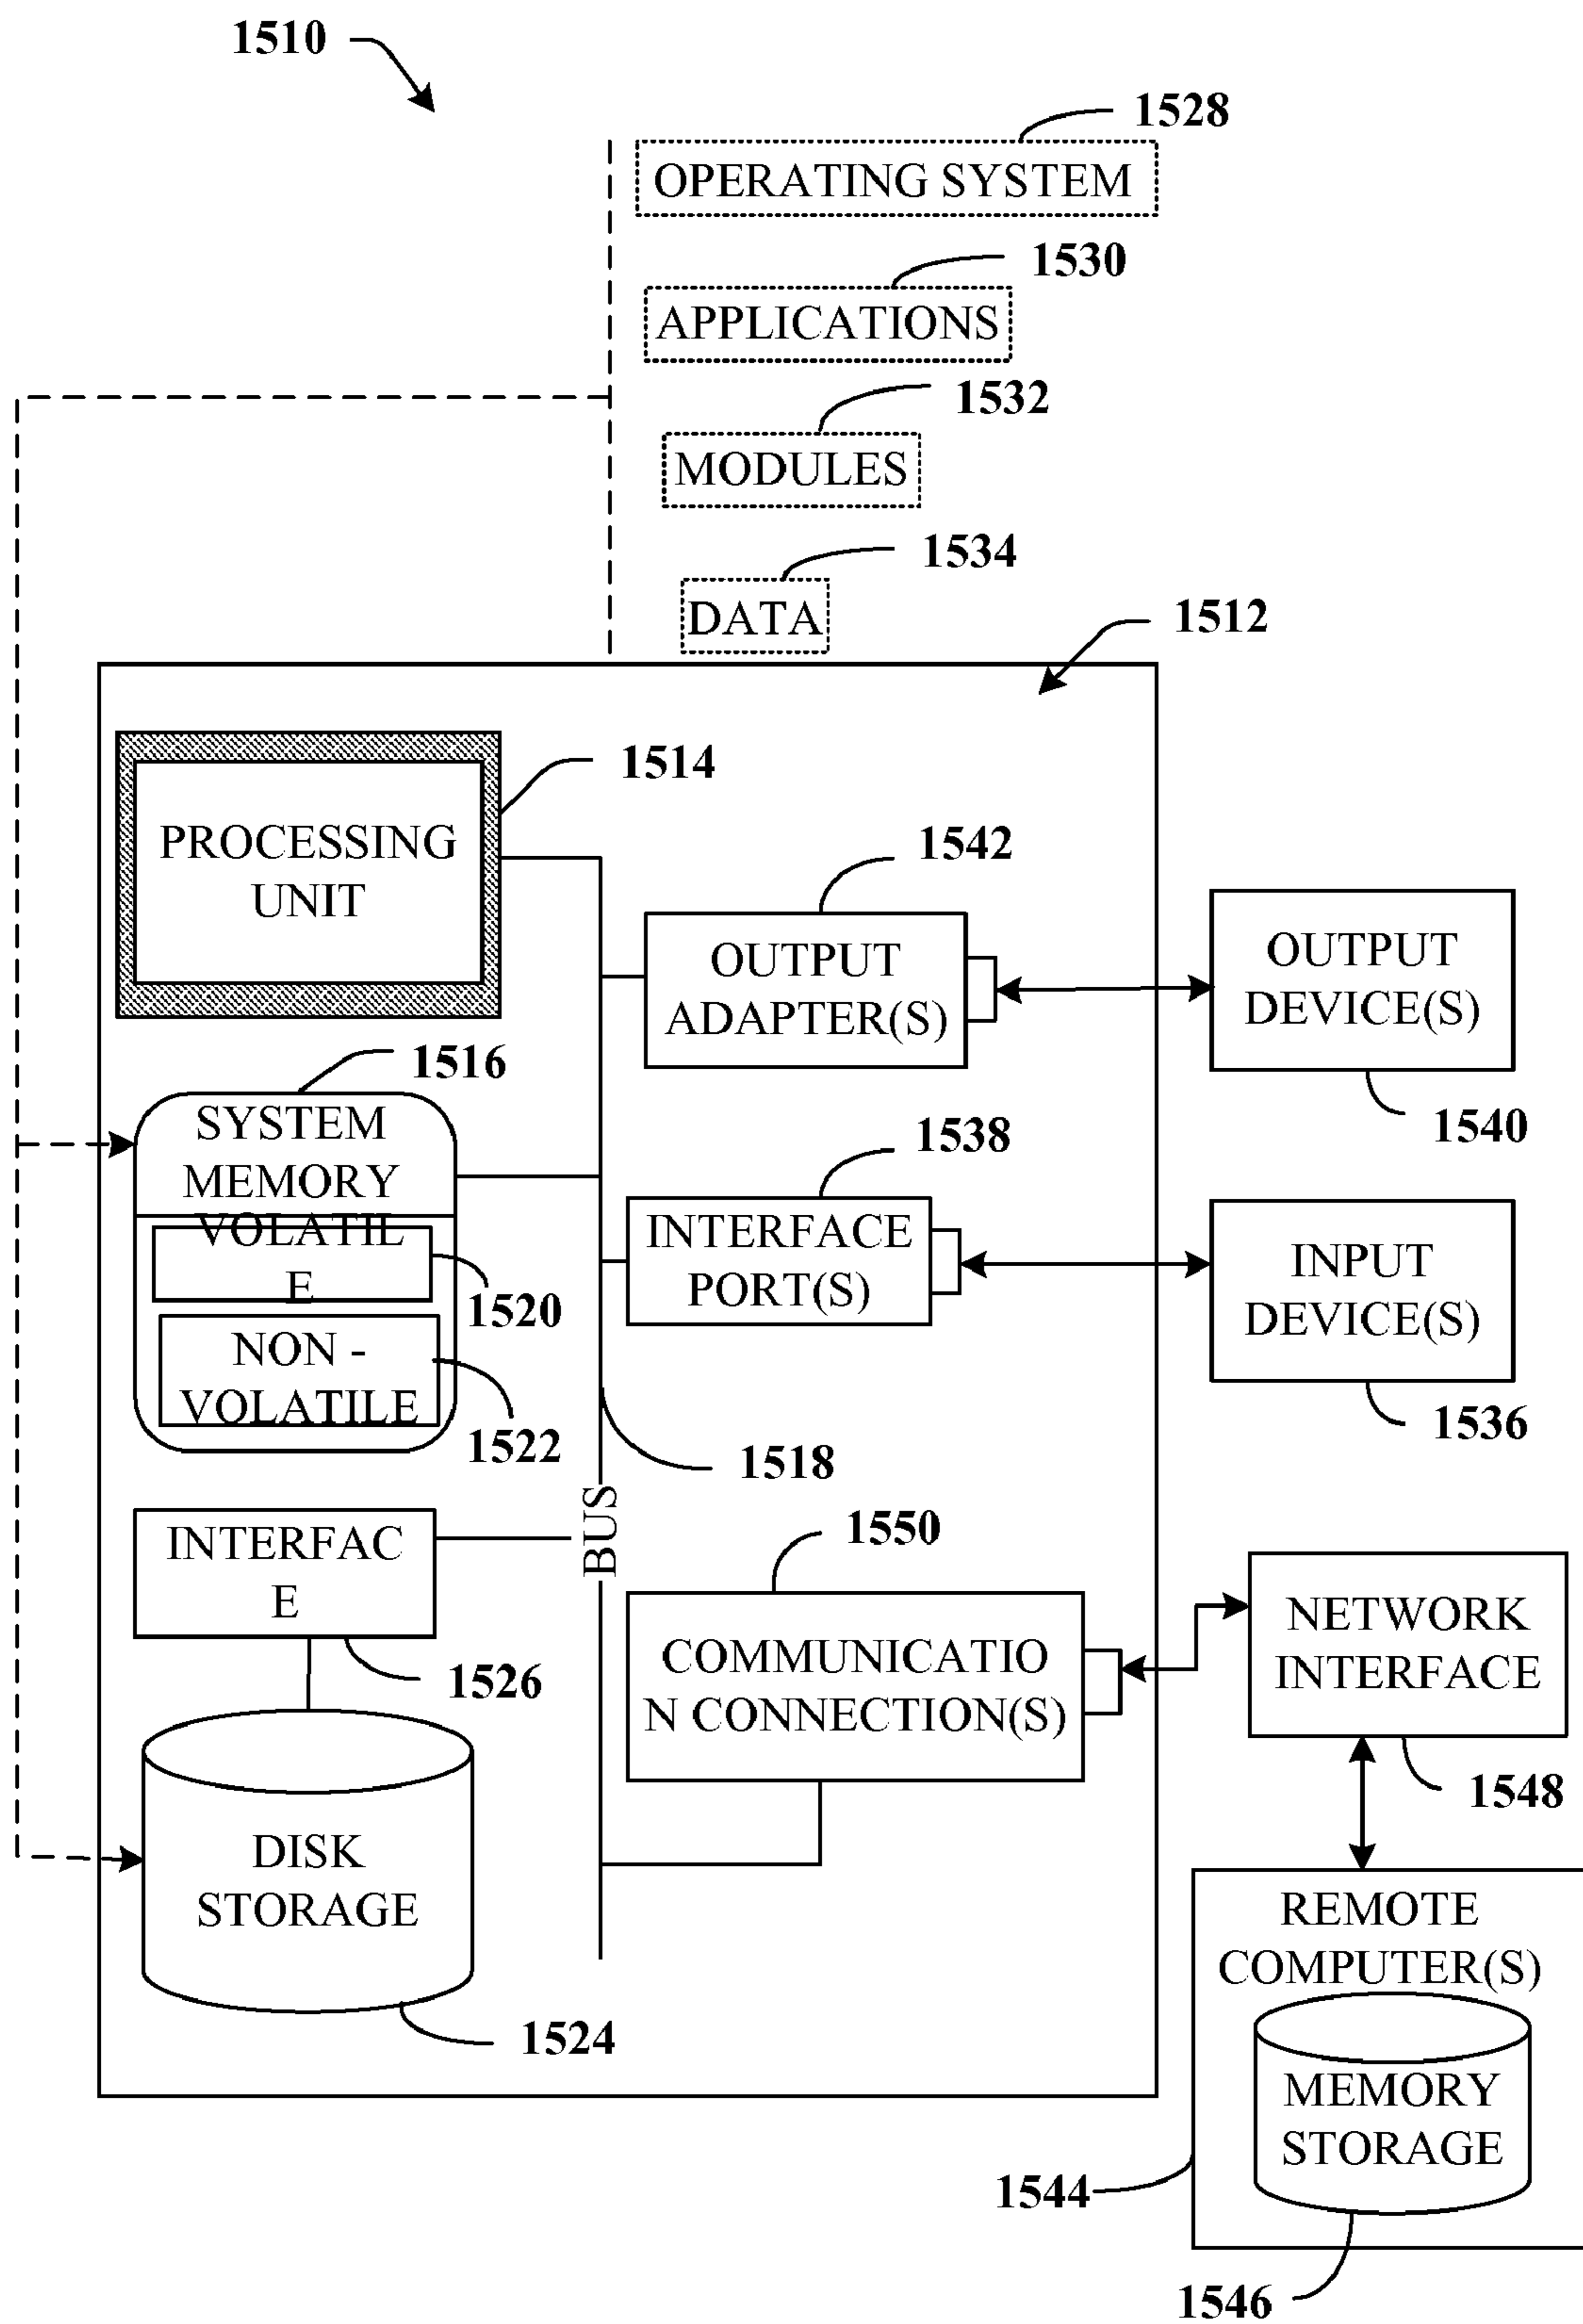 1510
1528
OPERATING SYSTEM
1530
APPLICATIONS
1532
MODULES
1534
DATA
1512
1514
PROCESSING
UNIT
1542
OUTPUT
ADAPTER(S)
OUTPUT
DEVICE(S)
1540
1516
SYSTEM
MEMORY
VOLATIL
E
1520
NON -
VOLATILE
1522
1538
INTERFACE
PORT(S)
INPUT
DEVICE(S)
1536
1518
BUS
INTERFAC
E
1526
1550
COMMUNICATIO
N CONNECTION(S)
NETWORK
INTERFACE
1548
DISK
STORAGE
1524
REMOTE
COMPUTER(S)
MEMORY
STORAGE
1544
1546